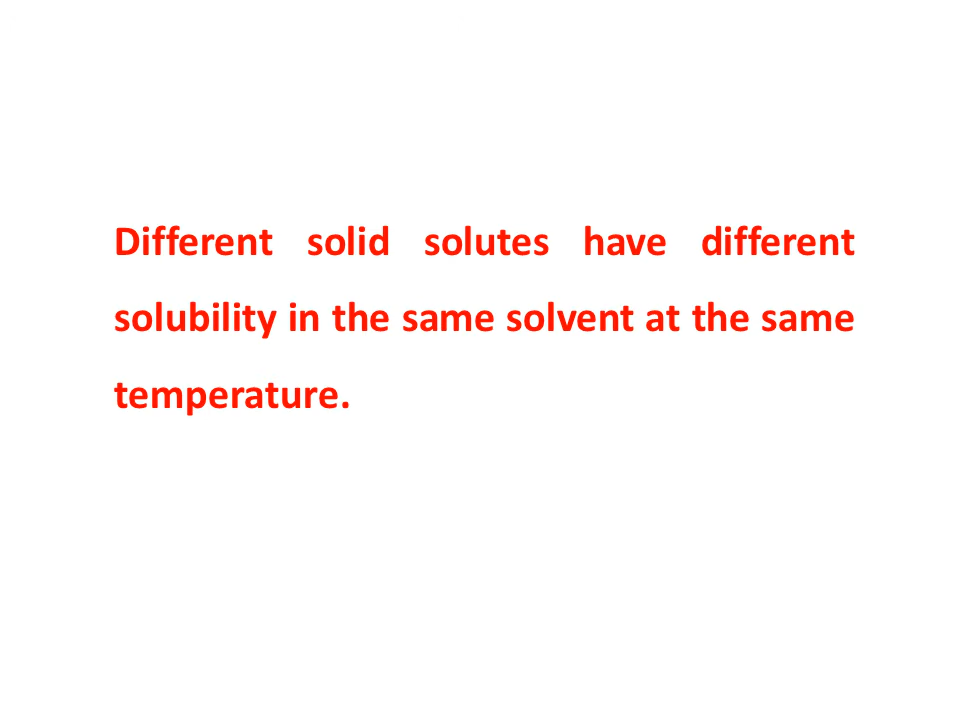 Different solid solutes have different
solubility in the same solvent at the same
temperature.